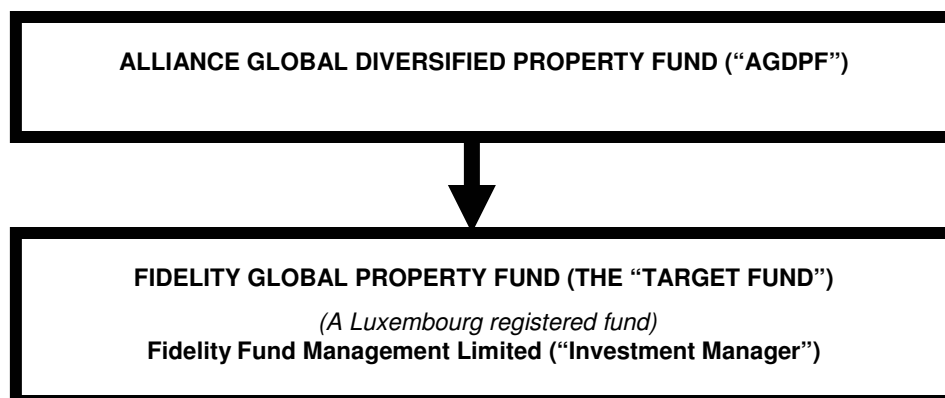 ALLIANCE GLOBAL DIVERSIFIED PROPERTY FUND (“AGDPF”)
FIDELITY GLOBAL PROPERTY FUND (THE “TARGET FUND”)
(A Luxembourg registered fund)
Fidelity Fund Management Limited (“Investment Manager”)